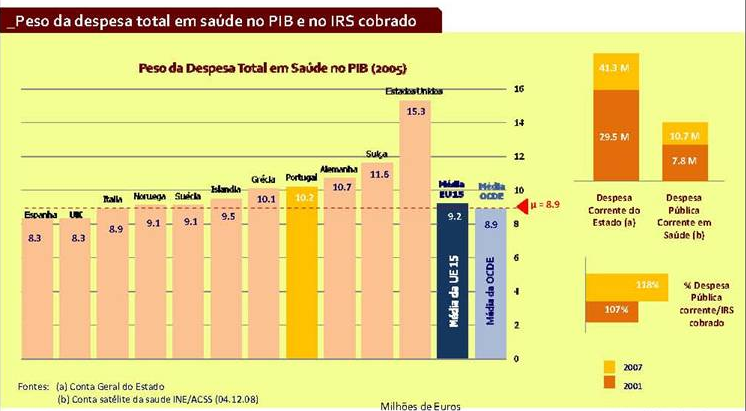 _Peso da despesa total em saúde no PIB e no IRS cobrado
Peso da Despesa Total em Saúde no PIB (2005)
Espanha
8.3
UK
8.3
Italia
8.9
Noruega
9.1
Suécia
9.1
Islandia
9.5
Grécia
10.1
Portugal
10.2
Alemanha
10.7
Suiça
11.6
Estados Unidos
15.3
Média EU15
9.2
Média da UE 15
Média OCDE
8.9
Média da OCDE
16
14
12
10
8
6
4
2
0
µ = 8.9
41.3 M
29.5 M
Despesa
Corrente do
Estado (a)
10.7 M
7.8 M
Despesa
Pública
Corrente em
Saúde (b)
118%
107%
% Despesa
Pública
corrente/IRS
cobrado
2007
2001
Fontes: (a) Conta Geral do Estado
(b) Conta satélite da saude INE/ACSS (04.12.08)
Milhões de Euros